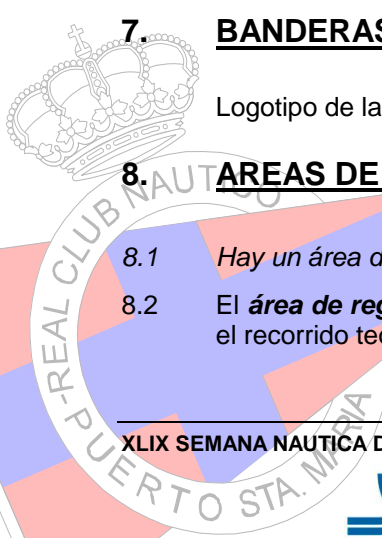 7. BANDERAS
Logotipo de la
8. AREAS DE
8.1 Hay un área d
8.2 El área de reg
el recorrido teó
XLIX SEMANA NAUTICA D
REAL CLUB NAUTICO
PUERTO STA. MARIA